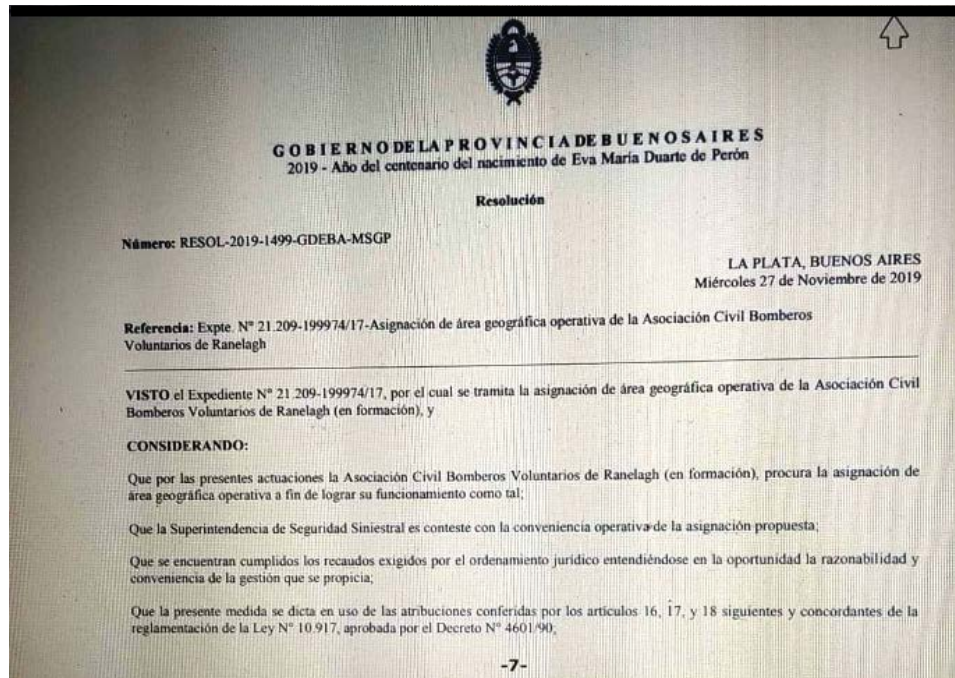 GOBIERNO DE LA PROVINCIA DE BUENOS AIRES
2019 - Año del centenario del nacimiento de Eva María Duarte de Perón
Resolución
Número: RESOL-2019-1499-GDEBA-MSGP
LA PLATA, BUENOS AIRES
Miércoles 27 de Noviembre de 2019
Referencia: Expte. Nº 21.209-199974/17-Asignación de área geográfica operativa de la Asociación Civil Bomberos
Voluntarios de Ranelagh
VISTO el Expediente Nº 21.209-199974/17, por el cual se tramita la asignación de área geográfica operativa de la Asociación Civil
Bomberos Voluntarios de Ranelagh (en formación), y
CONSIDERANDO:
Que por las presentes actuaciones la Asociación Civil Bomberos Voluntarios de Ranelagh (en formación), procura la asignación de
área geográfica operativa a fin de lograr su funcionamiento como tal;
Que la Superintendencia de Seguridad Siniestral es conteste con la conveniencia operativa de la asignación propuesta;
Que se encuentran cumplidos los recaudos exigidos por el ordenamiento jurídico entendiéndose en la oportunidad la razonabilidad y
conveniencia de la gestión que se propicia;
Que la presente medida se dicta en uso de las atribuciones conferidas por los artículos 16, 17, y 18 siguientes y concordantes de la
reglamentación de la Ley Nº 10.917, aprobada por el Decreto Nº 4601/90;
-7-